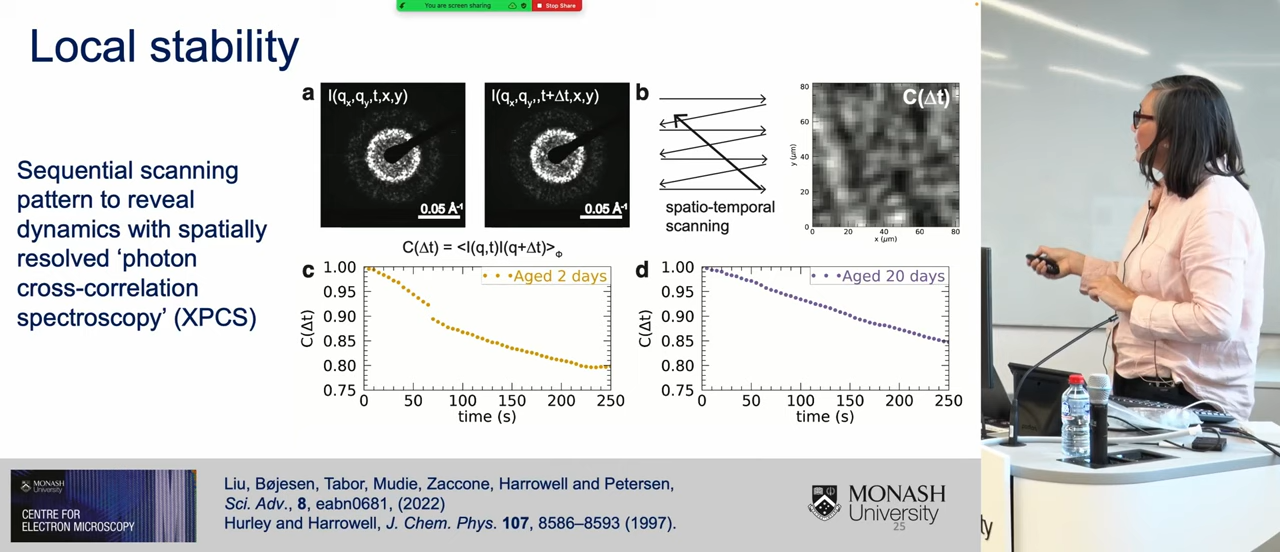 You are screen sharing
Stop Share
Local stability
Sequential scanning
pattern to reveal
dynamics with spatially
resolved ‘photon
cross-correlation
spectroscopy’ (XPCS)
a
I(qx,qy,t,x,y)
0.05 Å-1
I(qx,qy,,t+Δt,x,y)
0.05 Å-1
C(Δt) = <I(q,t)I(q+Δt)>Φ
b
spatio-temporal
scanning
C(Δt)
80
60
40
20
0
y (μm)
0 20 40 60 80
x (μm)
c
Aged 2 days
1.00
0.95
0.90
0.85
0.80
0.75
C(Δt)
0 50 100 150 200 250
time (s)
d
Aged 20 days
1.00
0.95
0.90
0.85
0.80
0.75
C(Δt)
0 50 100 150 200 250
time (s)
MONASH
University
CENTRE FOR
ELECTRON MICROSCOPY
Liu, Bøjesen, Tabor, Mudie, Zaccone, Harrowell and Petersen,
Sci. Adv., 8, eabn0681, (2022)
Hurley and Harrowell, J. Chem. Phys. 107, 8586–8593 (1997).
MONASH
University
25
ty